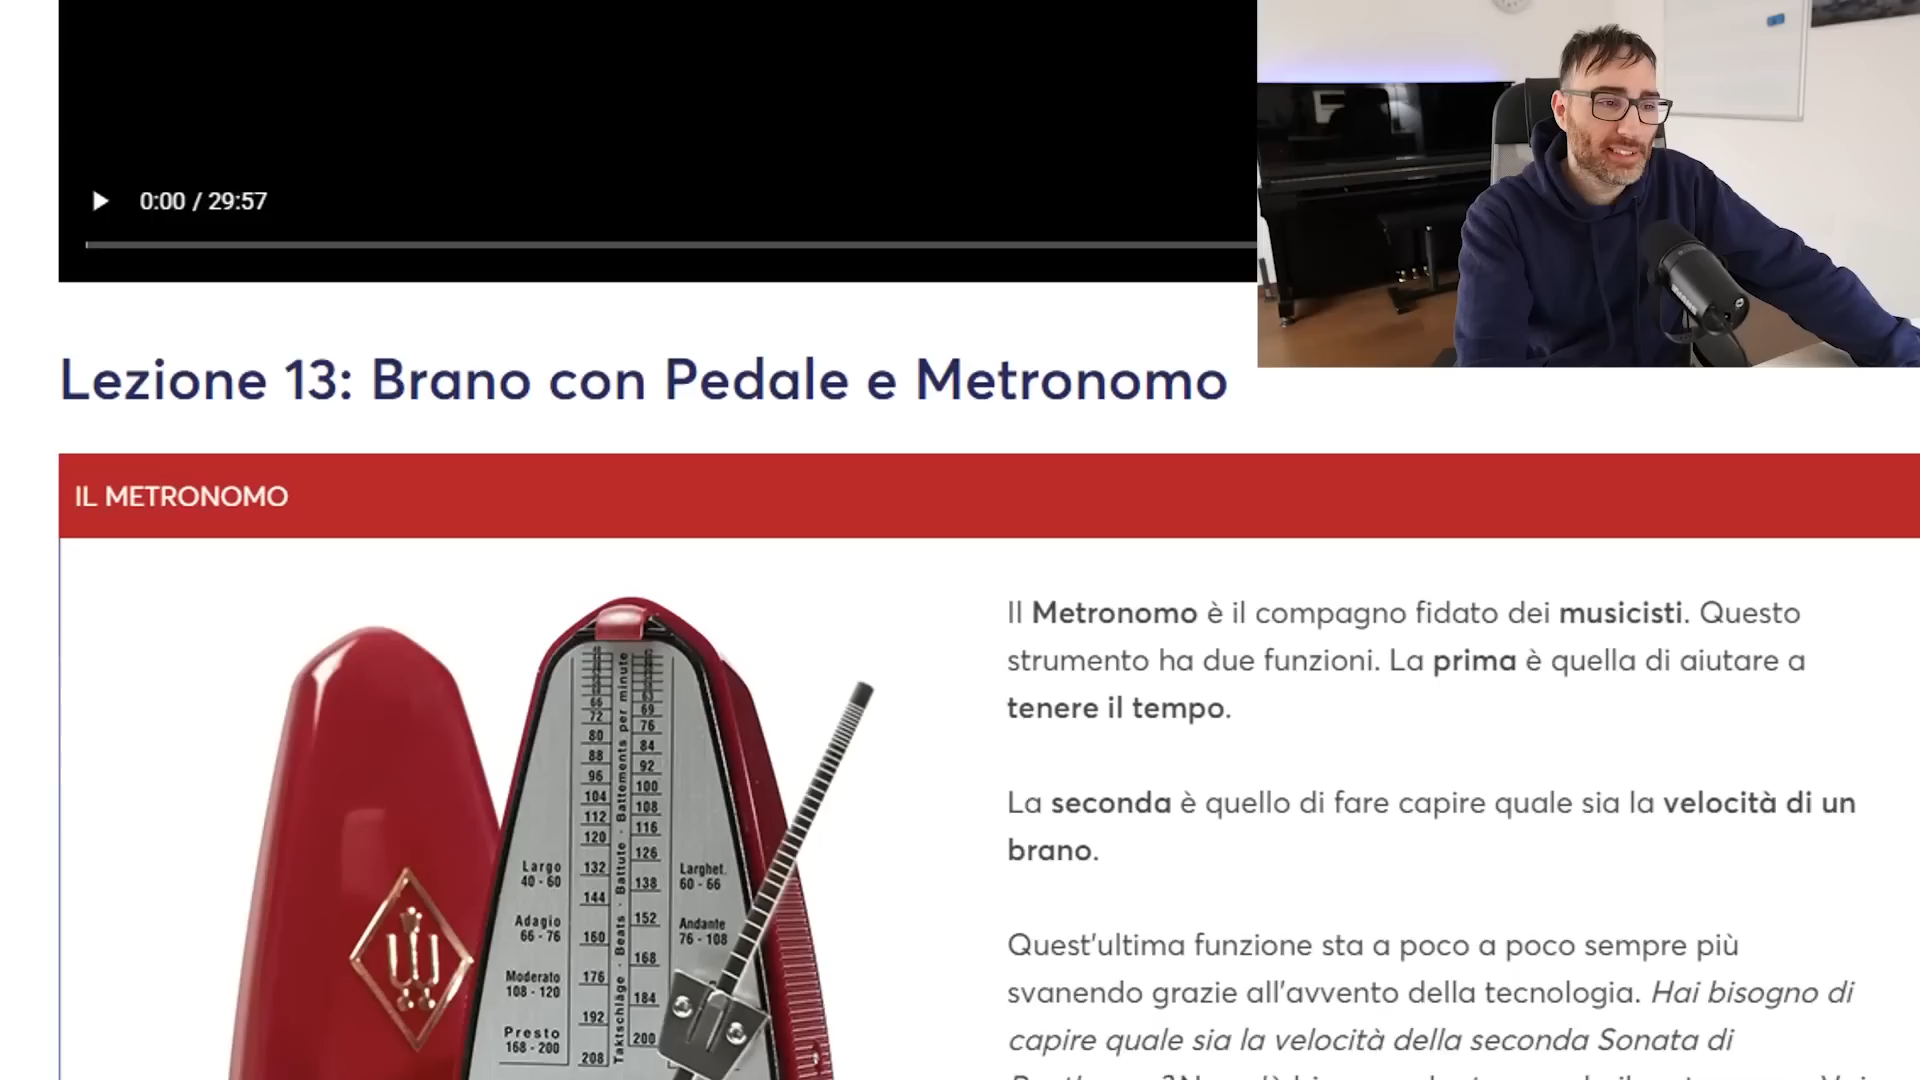 0:00 / 29:57
Lezione 13: Brano con Pedale e Metronomo
IL METRONOMO
Il Metronomo è il compagno fidato dei musicisti. Questo
strumento ha due funzioni. La prima è quella di aiutare a
tenere il tempo.
La seconda è quello di fare capire quale sia la velocità di un
brano.
Quest'ultima funzione sta a poco a poco sempre più
svanendo grazie all'avvento della tecnologia. Hai bisogno di
capire quale sia la velocità della seconda Sonata di
Taktschläge · Beats · Battute · Battements per minute
66
72
80
88
96
104
112
120
132
144
160
176
192
208
63
69
76
84
92
100
108
116
126
138
152
168
184
200
Largo
40 - 60
Adagio
66 - 76
Moderato
108 - 120
Presto
168 - 200
Larghet.
60 - 66
Andante
76 - 108